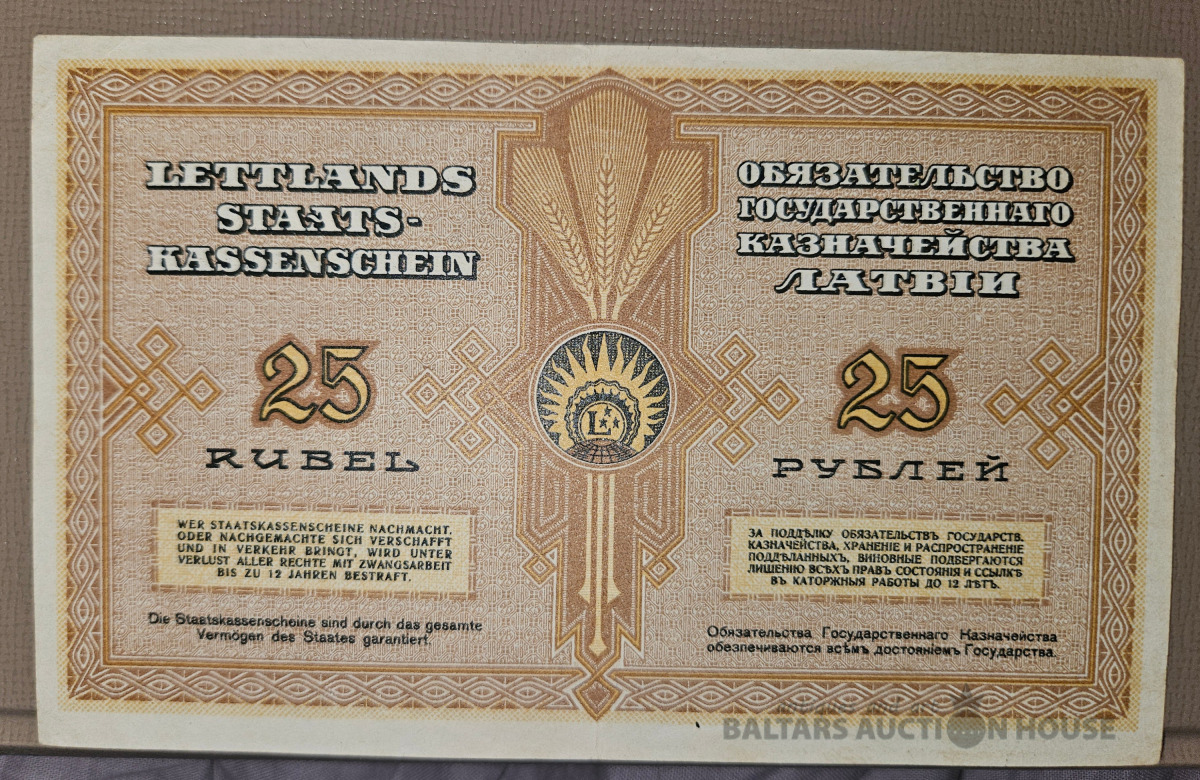 LETTLANDS
STAATS-
KASSENSCHEIN
25
RUBEL
WER STAATSKASSENSCHEINE NACHMACHT,
ODER NACHGEMACHTE SICH VERSCHAFFT
UND IN VERKEHR BRINGT, WIRD UNTER
VERLUST ALLER RECHTE MIT ZWANGSARBEIT
BIS ZU 12 JAHREN BESTRAFT.
Die Staatskassenscheine sind durch das gesamte
Vermögen des Staates garantiert.
L
ОБЯЗАТЕЛЬСТВО
ГОСУДАРСТВЕННАГО
КАЗНАЧЕЙСТВА
ЛАТВІИ
25
РУБЛЕЙ
ЗА ПОДДѢЛКУ ОБЯЗАТЕЛЬСТВЪ ГОСУДАРСТВ.
КАЗНАЧЕЙСТВА, ХРАНЕНІЕ И РАСПРОСТРАНЕНІЕ
ПОДДѢЛАННЫХЪ, ВИНОВНЫЕ ПОДВЕРГАЮТСЯ
ЛИШЕНІЮ ВСѢХЪ ПРАВЪ СОСТОЯНІЯ И ССЫЛКѢ
ВЪ КАТОРЖНЫЯ РАБОТЫ ДО 12 ЛѢТЪ.
Обязательства Государственнаго Казначейства
обезпечиваются всѣмъ достояніемъ Государства.
BALTARS AUCTION HOUSE